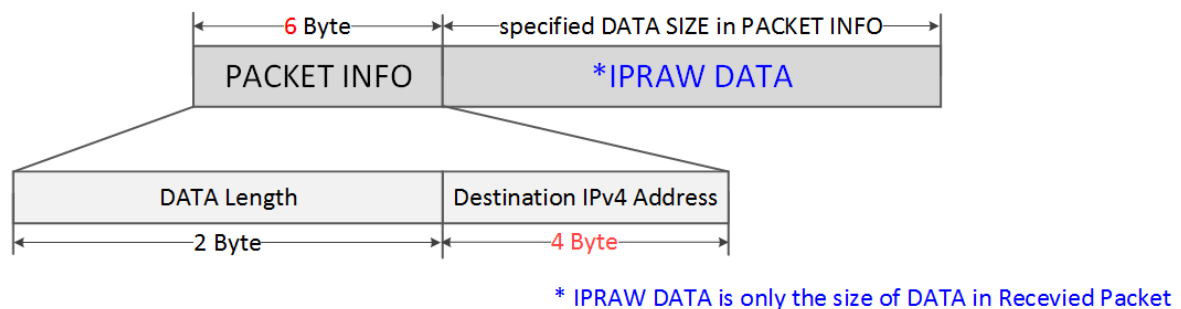 6 Byte specified DATA SIZE in PACKET INFO
PACKET INFO *IPRAW DATA
DATA Length Destination IPv4 Address
2 Byte 4 Byte
* IPRAW DATA is only the size of DATA in Recevied Packet